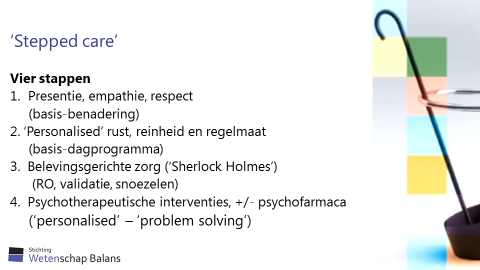 ‘Stepped care’
Vier stappen
1. Presentie, empathie, respect
(basis-benadering)
2. ‘Personalised’ rust, reinheid en regelmaat
(basis-dagprogramma)
3. Belevingsgerichte zorg (‘Sherlock Holmes’)
(RO, validatie, snoezelen)
4. Psychotherapeutische interventies, +/- psychofarmaca
(‘personalised’ – ‘problem solving’)
Stichting
Wetenschap Balans